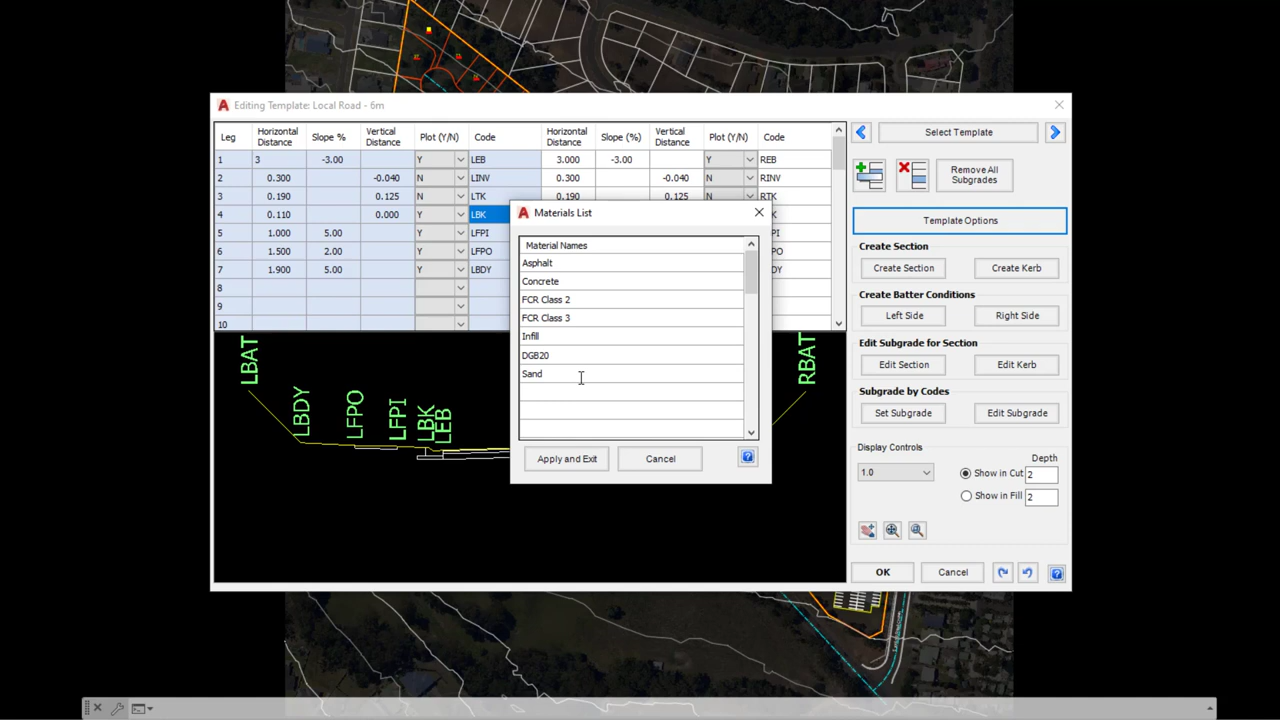 Editing Template: Local Road - 6m
Leg Horizontal Distance Slope % Vertical Distance Plot (Y/N) Code Horizontal Distance Slope (%) Vertical Distance Plot (Y/N) Code
1 3 -3.00 Y LEB 3.000 -3.00 Y REB
2 0.300 -0.040 N LINV 0.300 -0.040 N RINV
3 0.190 0.125 N LTK 0.190 0.125 N RTK
4 0.110 0.000 Y LBK
5 1.000 5.00 Y LFPI
6 1.500 2.00 Y LFPO
7 1.900 5.00 Y LBDY
8
9
10
Materials List
Material Names
Asphalt
Concrete
FCR Class 2
FCR Class 3
Infill
DGB20
Sand
Apply and Exit
Cancel
LBAT
LBDY
LFPO
LFPI
LBK
LEB
RBAT
Select Template
Remove All
Subgrades
Template Options
Create Section
Create Section
Create Kerb
Create Batter Conditions
Left Side
Right Side
Edit Subgrade for Section
Edit Section
Edit Kerb
Subgrade by Codes
Set Subgrade
Edit Subgrade
Display Controls
Depth
1.0
Show in Cut 2
Show in Fill 2
OK
Cancel